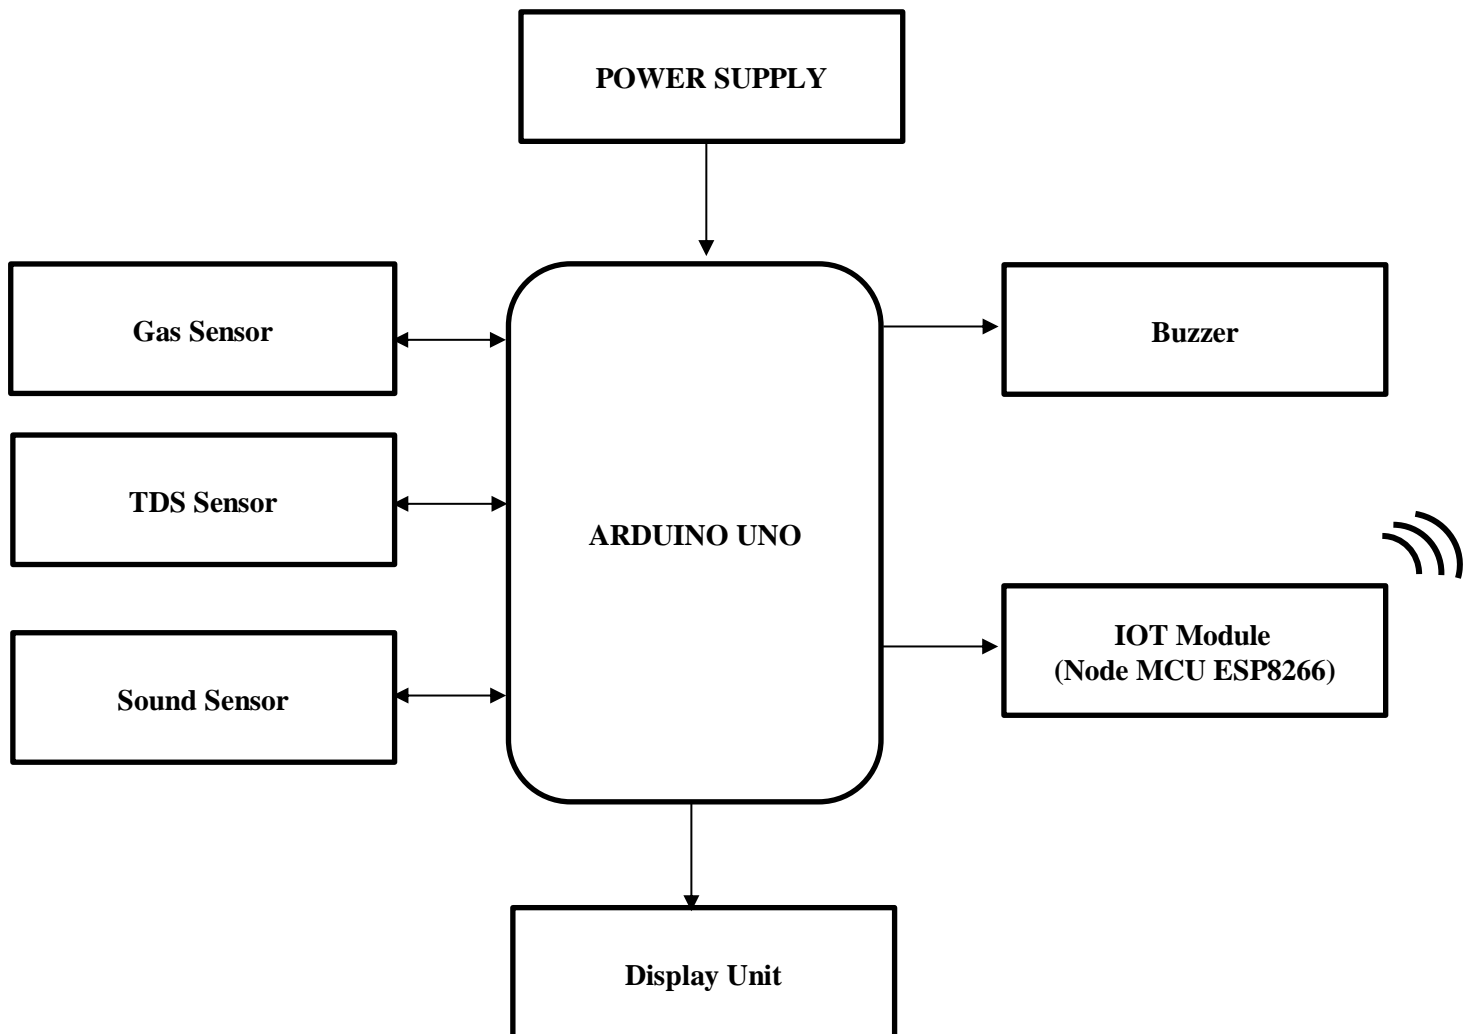 POWER SUPPLY
Gas Sensor
Buzzer
TDS Sensor
ARDUINO UNO
IOT Module
(Node MCU ESP8266)
Sound Sensor
Display Unit